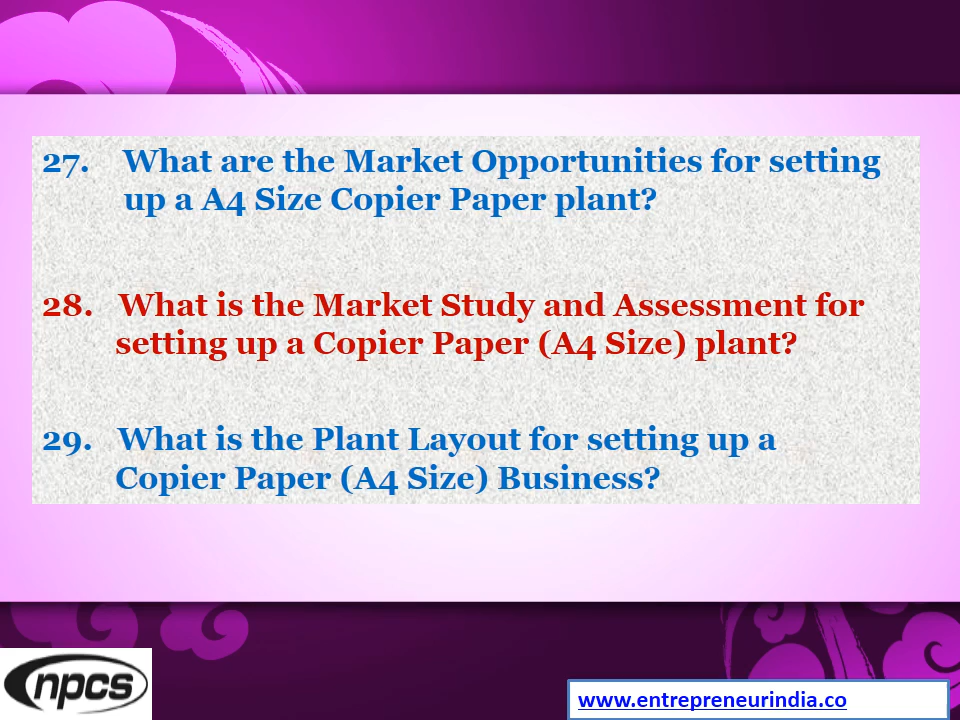 27. What are the Market Opportunities for setting
up a A4 Size Copier Paper plant?
28. What is the Market Study and Assessment for
setting up a Copier Paper (A4 Size) plant?
29. What is the Plant Layout for setting up a
Copier Paper (A4 Size) Business?
npcs
www.entrepreneurindia.co